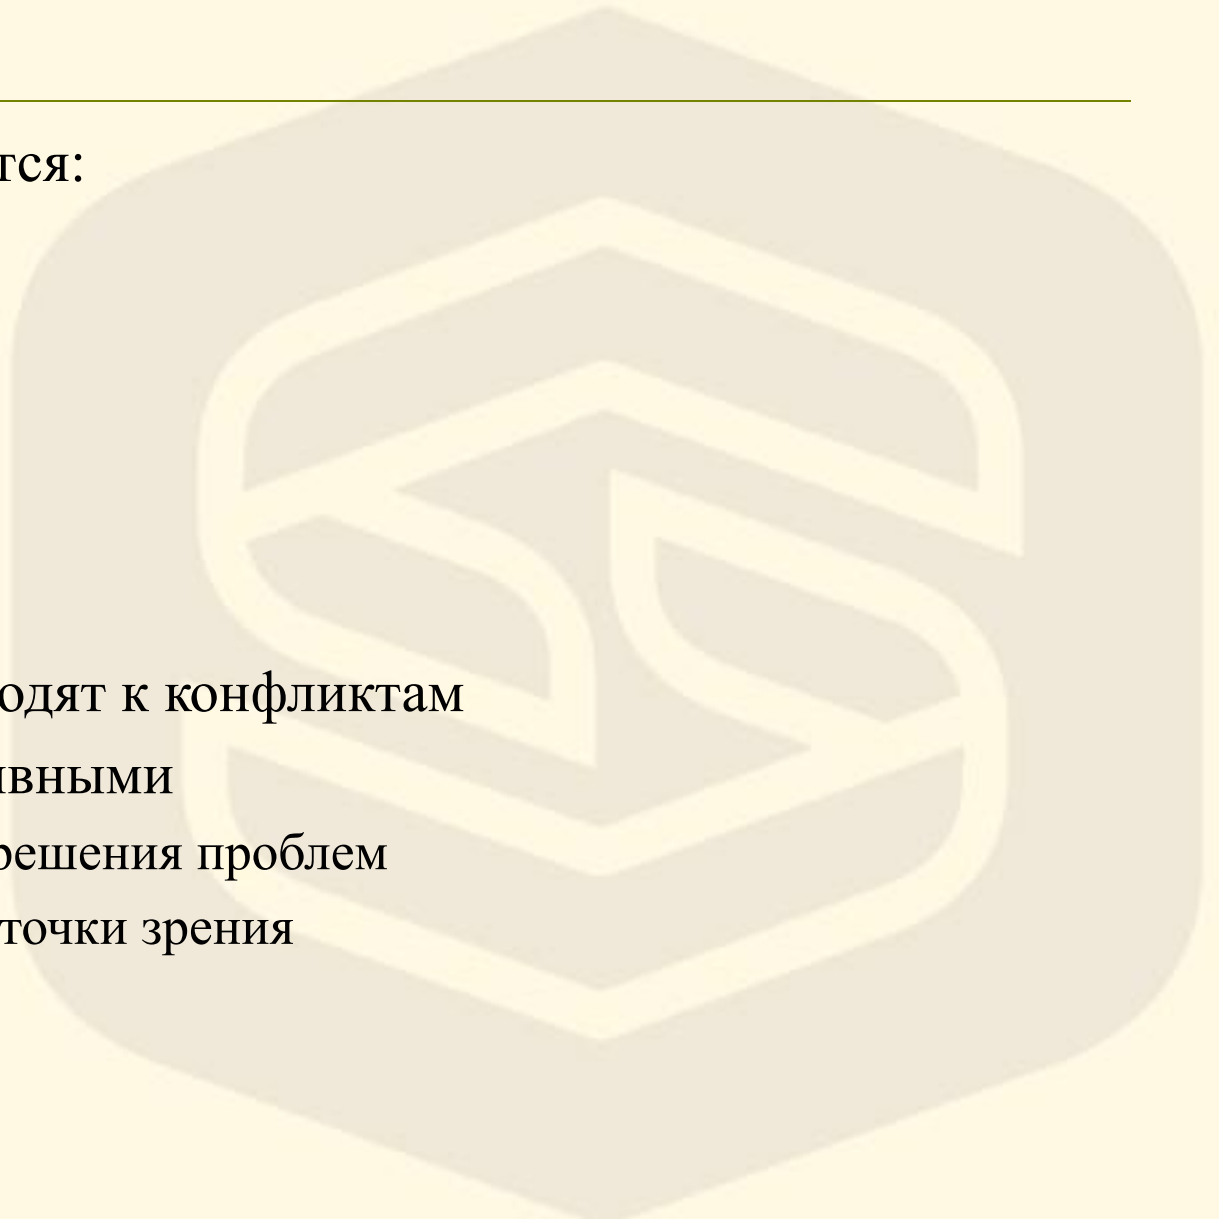 тся:
одят к конфликтам
ивными
решения проблем
точки зрения